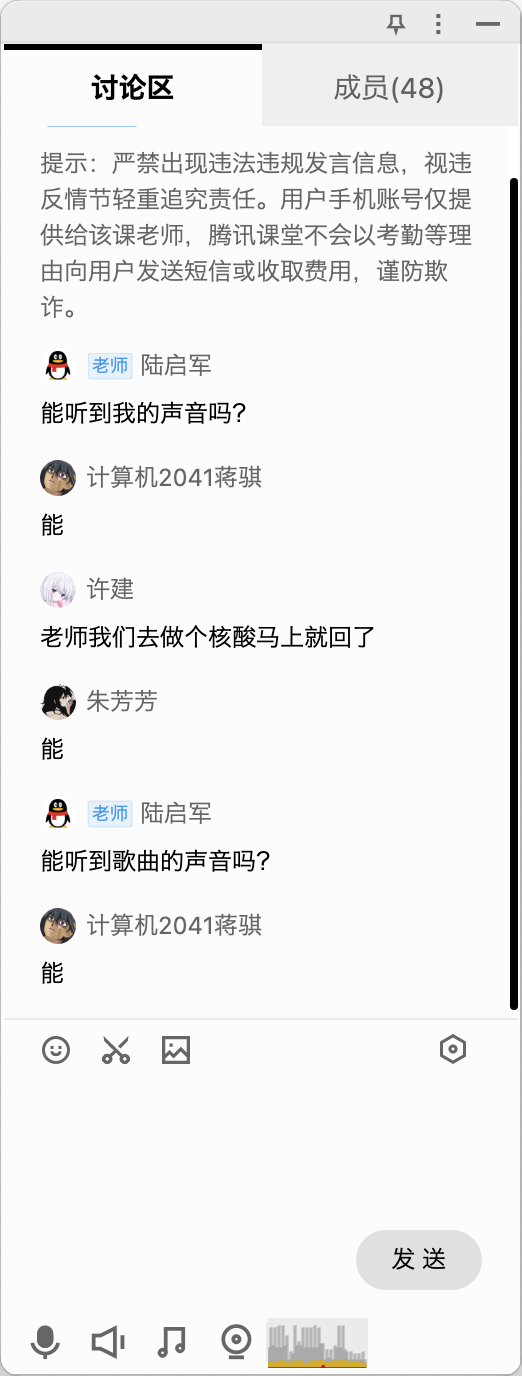 讨论区
成员(48)
提示：严禁出现违法违规发言信息，视违
反情节轻重追究责任。用户手机账号仅提
供给该课老师，腾讯课堂不会以考勤等理
由向用户发送短信或收取费用，谨防欺
诈。
老师 陆启军
能听到我的声音吗?
计算机2041蒋骐
能
许建
老师我们去做个核酸马上就回了
朱芳芳
能
老师 陆启军
能听到歌曲的声音吗?
计算机2041蒋骐
能
发 送